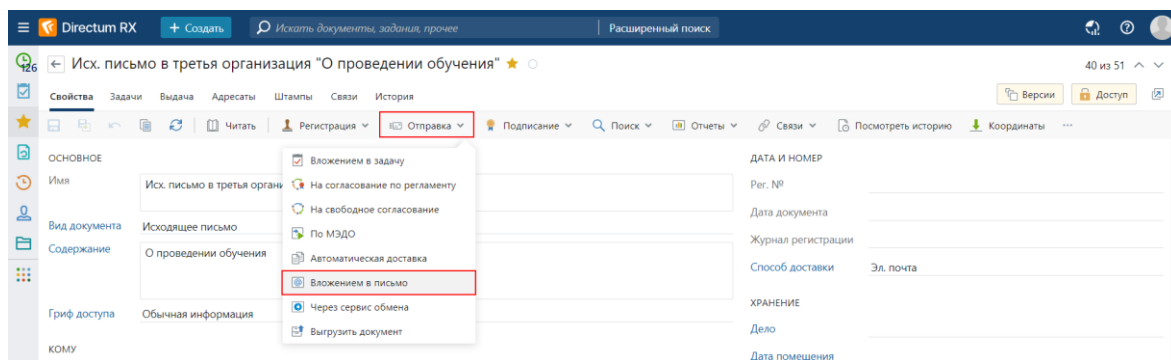 Directum RX + Создать Искать документы, задания, прочее Расширенный поиск
126 Исх. письмо в третья организация "О проведении обучения" 40 из 51
Свойства Задачи Выдача Адресаты Штампы Связи История Версии Доступ
Читать Регистрация Отправка Подписание Поиск Отчеты Связи Посмотреть историю Координаты ...
ОСНОВНОЕ
Имя Исх. письмо в третья органи
Вид документа Исходящее письмо
Содержание О проведении обучения
Гриф доступа Обычная информация
КОМУ
Вложением в задачу
На согласование по регламенту
На свободное согласование
По МЭДО
Автоматическая доставка
Вложением в письмо
Через сервис обмена
Выгрузить документ
ДАТА И НОМЕР
Рег. №
Дата документа
Журнал регистрации
Способ доставки Эл. почта
ХРАНЕНИЕ
Дело
Дата помещения